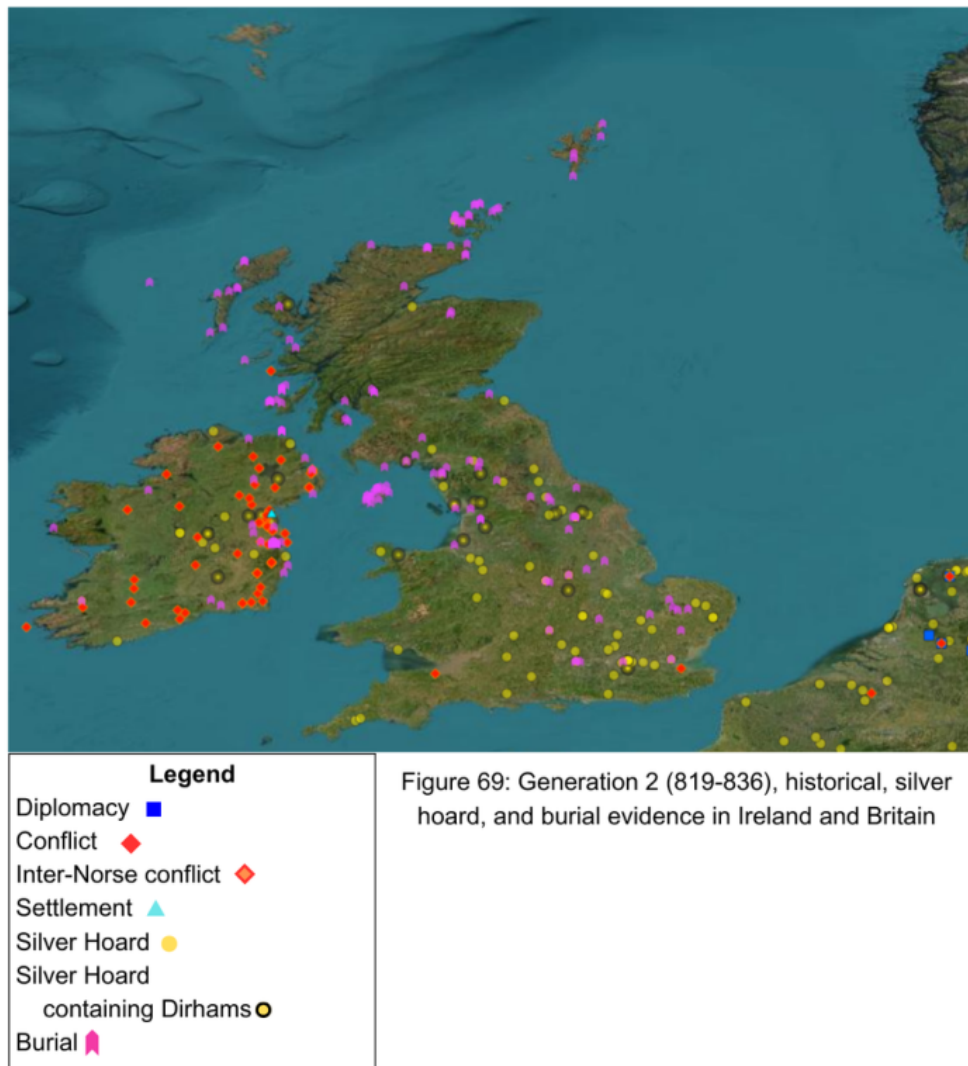 Legend
Diplomacy
Conflict
Inter-Norse conflict
Settlement
Silver Hoard
Silver Hoard
containing Dirhams
Burial
Figure 69: Generation 2 (819-836), historical, silver
hoard, and burial evidence in Ireland and Britain